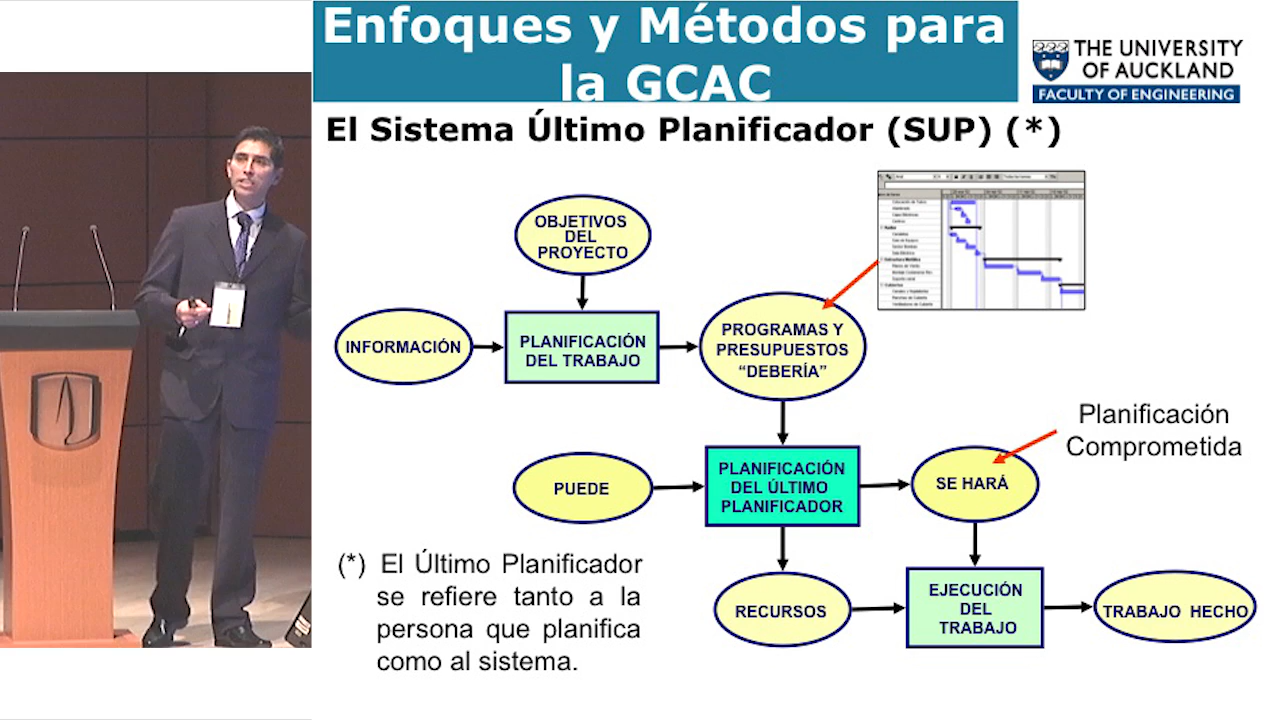 Enfoques y Métodos para
la GCAC
THE UNIVERSITY
OF AUCKLAND
FACULTY OF ENGINEERING
El Sistema Último Planificador (SUP) (*)
OBJETIVOS
DEL
PROYECTO
INFORMACIÓN
PLANIFICACIÓN
DEL TRABAJO
PROGRAMAS Y
PRESUPUESTOS
“DEBERÍA”
Planificación
Comprometida
PUEDE
PLANIFICACIÓN
DEL ÚLTIMO
PLANIFICADOR
SE HARÁ
(*) El Último Planificador
se refiere tanto a la
persona que planifica
como al sistema.
RECURSOS
EJECUCIÓN
DEL
TRABAJO
TRABAJO HECHO